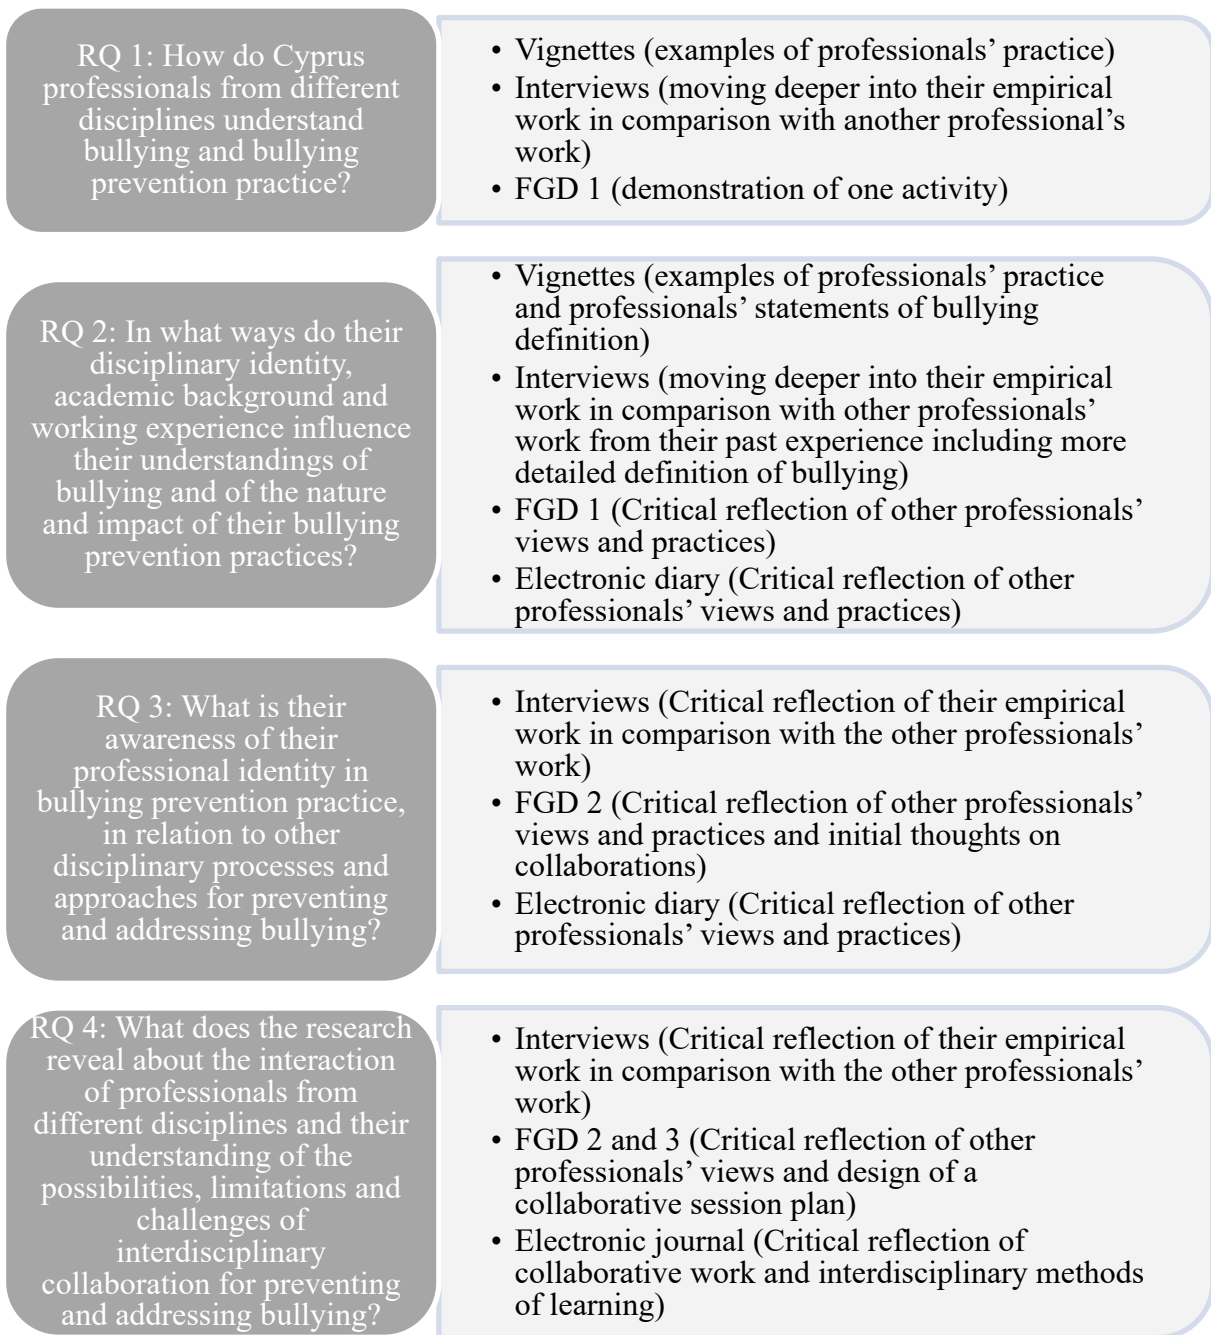 RQ 1: How do Cyprus
professionals from different
disciplines understand
bullying and bullying
prevention practice?
• Vignettes (examples of professionals’ practice)
• Interviews (moving deeper into their empirical
work in comparison with another professional’s
work)
• FGD 1 (demonstration of one activity)
RQ 2: In what ways do their
disciplinary identity,
academic background and
working experience influence
their understandings of
bullying and of the nature
and impact of their bullying
prevention practices?
• Vignettes (examples of professionals’ practice
and professionals’ statements of bullying
definition)
• Interviews (moving deeper into their empirical
work in comparison with other professionals’
work from their past experience including more
detailed definition of bullying)
• FGD 1 (Critical reflection of other professionals’
views and practices)
• Electronic diary (Critical reflection of other
professionals’ views and practices)
RQ 3: What is their
awareness of their
professional identity in
bullying prevention practice,
in relation to other
disciplinary processes and
approaches for preventing
and addressing bullying?
• Interviews (Critical reflection of their empirical
work in comparison with the other professionals’
work)
• FGD 2 (Critical reflection of other professionals’
views and practices and initial thoughts on
collaborations)
• Electronic diary (Critical reflection of other
professionals’ views and practices)
RQ 4: What does the research
reveal about the interaction
of professionals from
different disciplines and their
understanding of the
possibilities, limitations and
challenges of
interdisciplinary
collaboration for preventing
and addressing bullying?
• Interviews (Critical reflection of their empirical
work in comparison with the other professionals’
work)
• FGD 2 and 3 (Critical reflection of other
professionals’ views and design of a
collaborative session plan)
• Electronic journal (Critical reflection of
collaborative work and interdisciplinary methods
of learning)